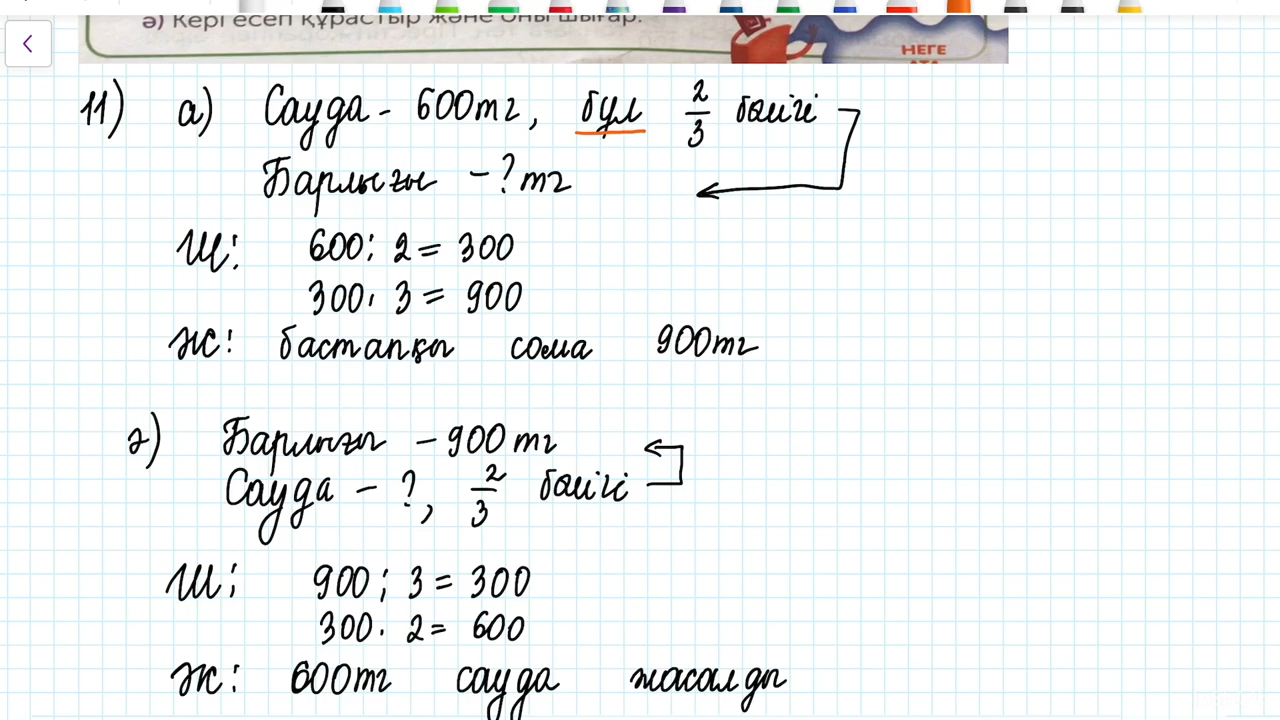 ә) Кері есеп құрастыр және оны шығар.
НЕГЕ
11) а) Сауда - 600тг, бұл 2/3 бөлігі
Барлығы - ? тг
Ш: 600 : 2 = 300
300 · 3 = 900
Ж: бастапқы сома 900тг
ә) Барлығы - 900 тг
Сауда - ?, 2/3 бөлігі
Ш: 900 : 3 = 300
300 · 2 = 600
Ж: 600тг сауда жасалды